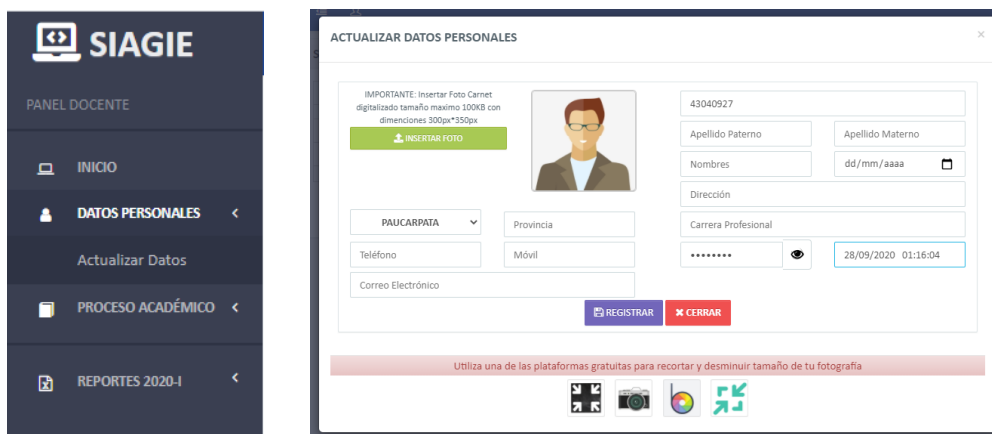 SIAGIE
PANEL DOCENTE
INICIO
DATOS PERSONALES
Actualizar Datos
PROCESO ACADÉMICO
REPORTES 2020-I
ACTUALIZAR DATOS PERSONALES
IMPORTANTE: Insertar Foto Carnet
digitalizado tamaño maximo 100KB con
dimenciones 300px*350px
INSERTAR FOTO
43040927
Apellido Paterno Apellido Materno
Nombres dd/mm/aaaa
Dirección
PAUCARPATA Provincia Carrera Profesional
Teléfono Móvil •••••••• 28/09/2020 01:16:04
Correo Electrónico
REGISTRAR CERRAR
Utiliza una de las plataformas gratuitas para recortar y desminuir tamaño de tu fotografía